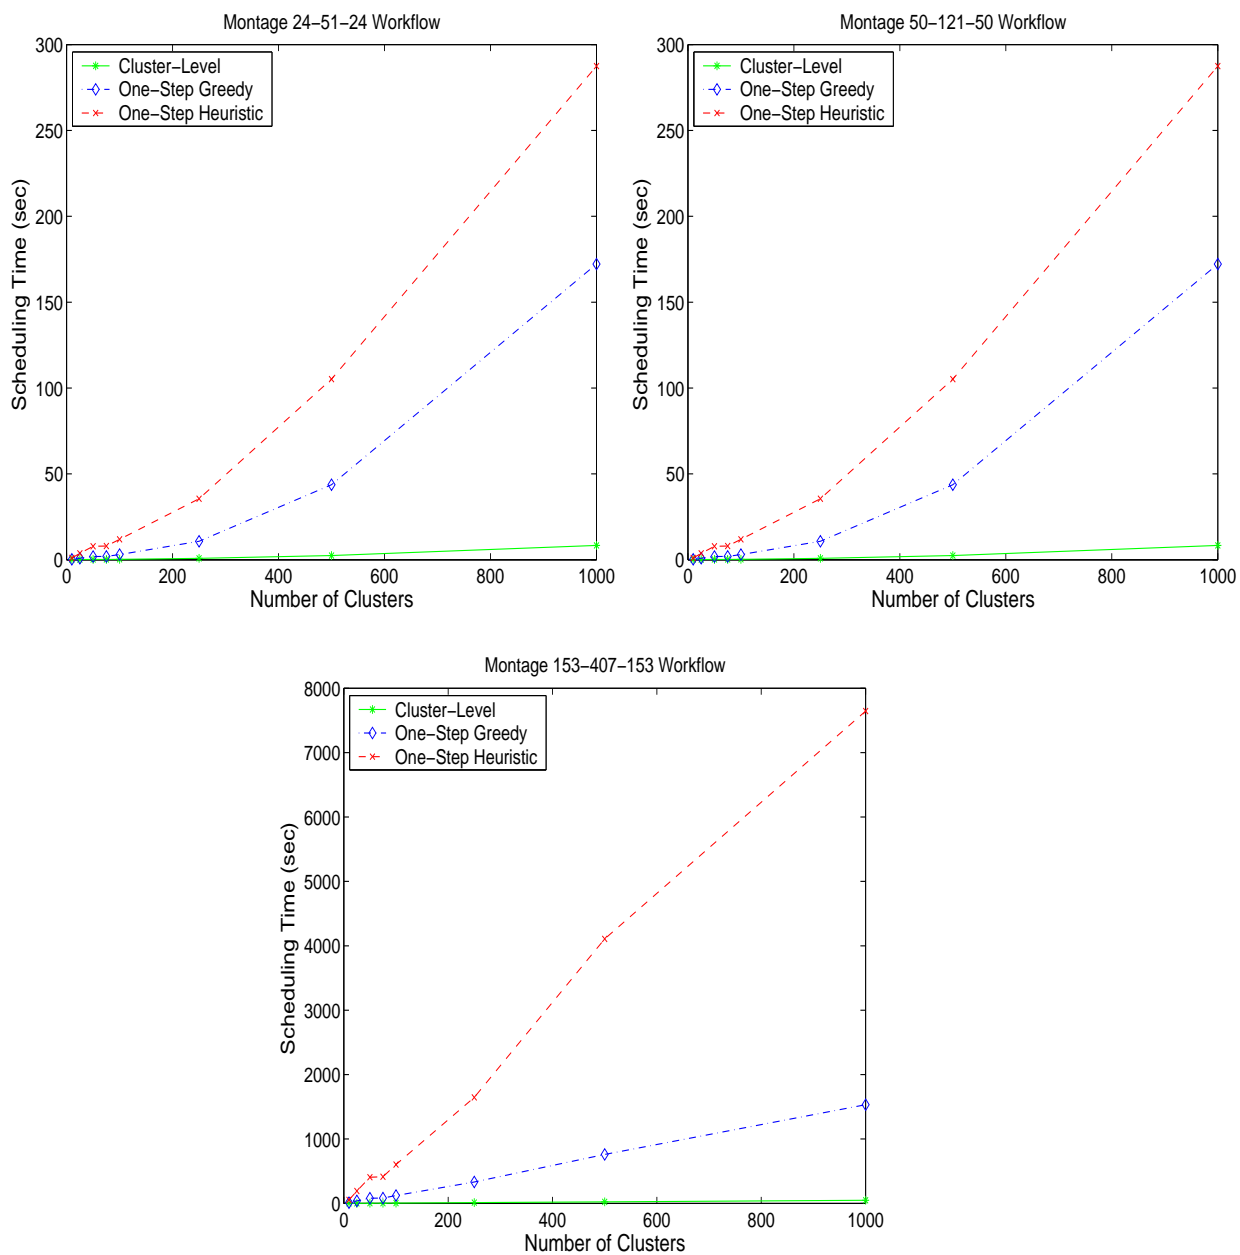 Montage 24−51−24 Workflow
300
250
200
150
100
50
0
Scheduling Time (sec)
Cluster−Level
One−Step Greedy
One−Step Heuristic
0 200 400 600 800 1000
Number of Clusters
Montage 50−121−50 Workflow
300
250
200
150
100
50
0
Scheduling Time (sec)
Cluster−Level
One−Step Greedy
One−Step Heuristic
0 200 400 600 800 1000
Number of Clusters
Montage 153−407−153 Workflow
8000
7000
6000
5000
4000
3000
2000
1000
0
Scheduling Time (sec)
Cluster−Level
One−Step Greedy
One−Step Heuristic
0 200 400 600 800 1000
Number of Clusters